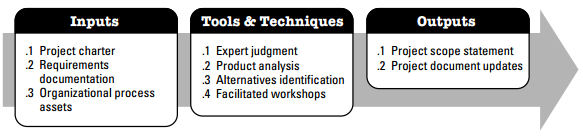 Inputs
.1 Project charter
.2 Requirements
documentation
.3 Organizational process
assets
Tools & Techniques
.1 Expert judgment
.2 Product analysis
.3 Alternatives identification
.4 Facilitated workshops
Outputs
.1 Project scope statement
.2 Project document updates